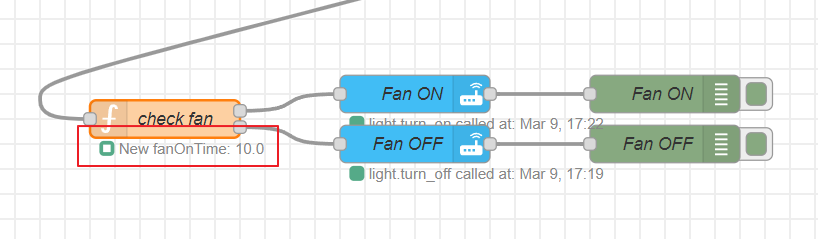 Fan ON
Fan ON
check fan
light.turn_on called at: Mar 9, 17:22
New fanOnTime: 10.0
Fan OFF
Fan OFF
light.turn_off called at: Mar 9, 17:19